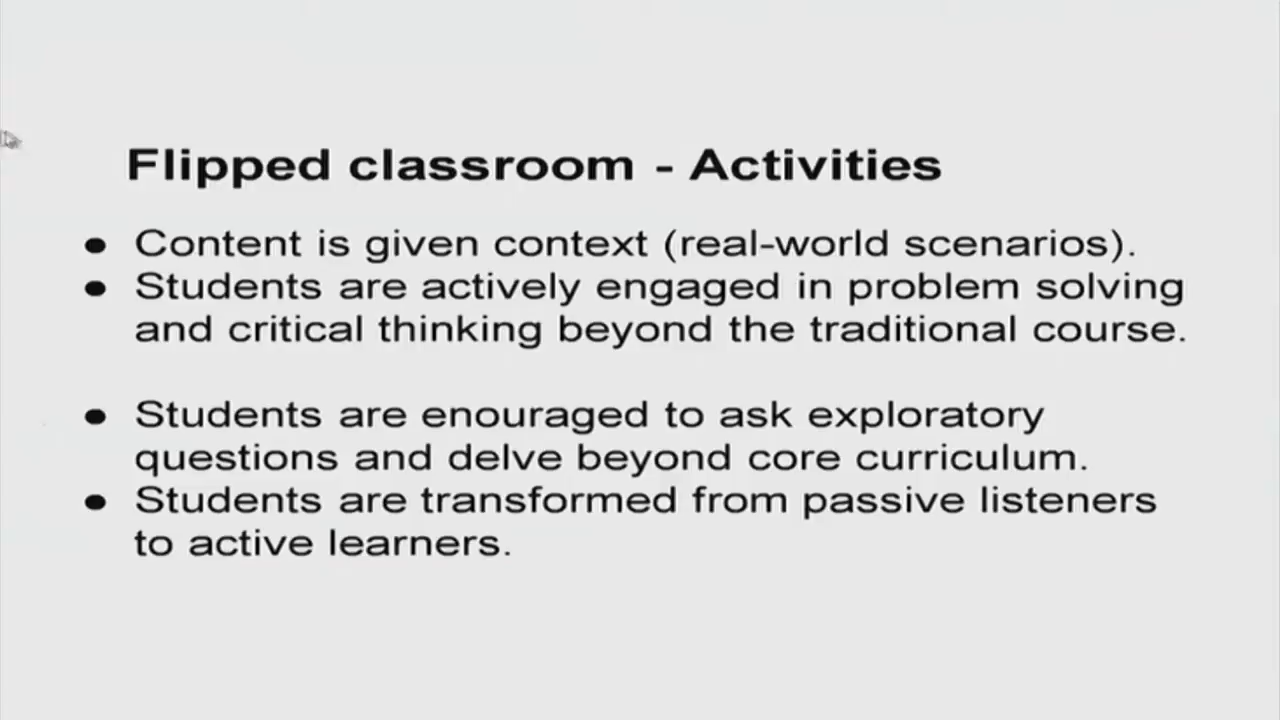 Flipped classroom - Activities
● Content is given context (real-world scenarios).
● Students are actively engaged in problem solving
and critical thinking beyond the traditional course.
● Students are enouraged to ask exploratory
questions and delve beyond core curriculum.
● Students are transformed from passive listeners
to active learners.